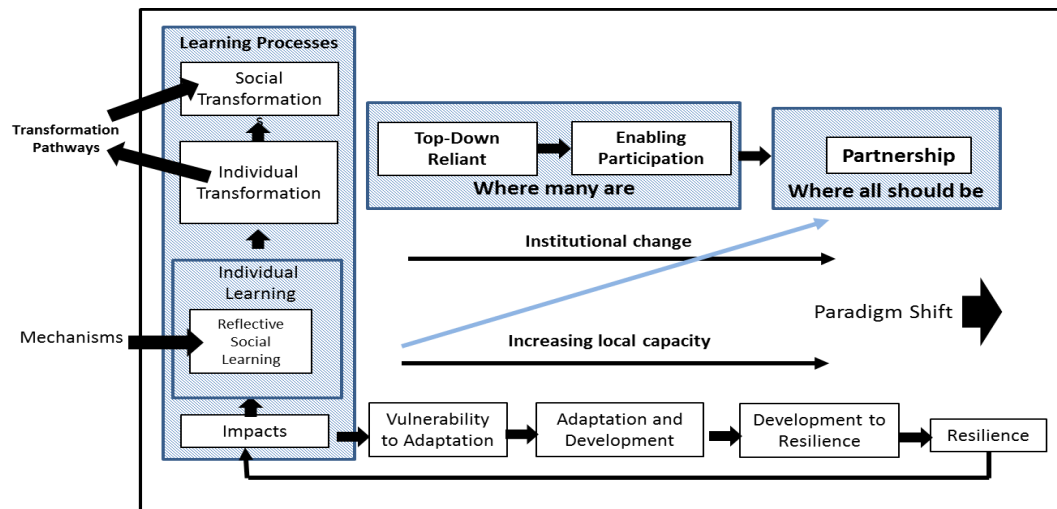 Learning Processes
Social
Transformation
s
Transformation
Pathways
Individual
Transformation
Individual
Learning
Mechanisms
Reflective
Social
Learning
Impacts
Top-Down
Reliant
Enabling
Participation
Where many are
Partnership
Where all should be
Institutional change
Paradigm Shift
Increasing local capacity
Vulnerability
to Adaptation
Adaptation and
Development
Development to
Resilience
Resilience